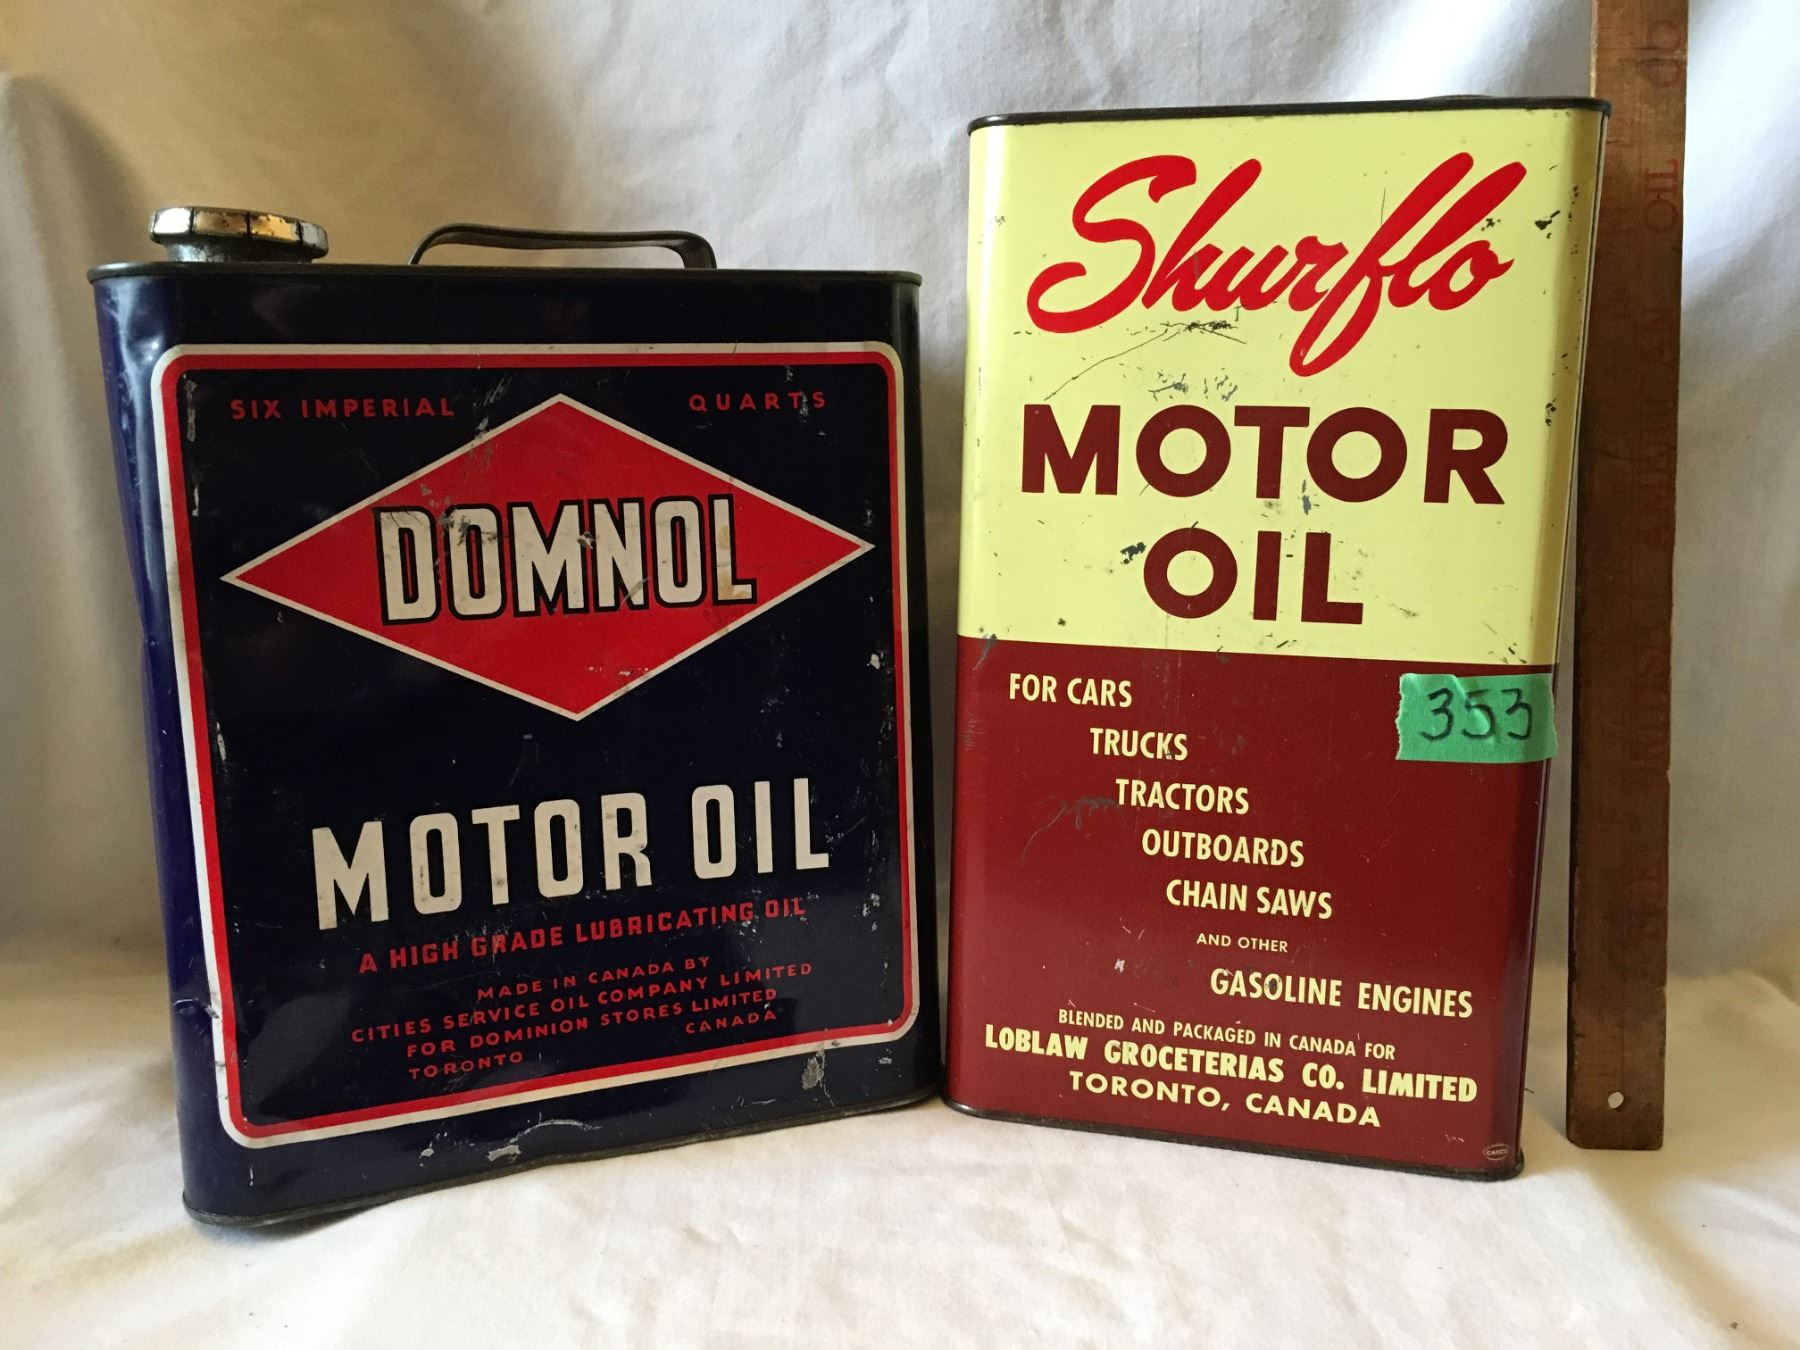 SIX IMPERIAL QUARTS
DOMNOL
MOTOR OIL
A HIGH GRADE LUBRICATING OIL
MADE IN CANADA BY
CITIES SERVICE OIL COMPANY LIMITED
FOR DOMINION STORES LIMITED
TORONTO CANADA
Shurflo
MOTOR
OIL
FOR CARS
TRUCKS
TRACTORS
OUTBOARDS
CHAIN SAWS
AND OTHER
GASOLINE ENGINES
BLENDED AND PACKAGED IN CANADA FOR
LOBLAW GROCETERIAS CO. LIMITED
TORONTO, CANADA
353
OIL